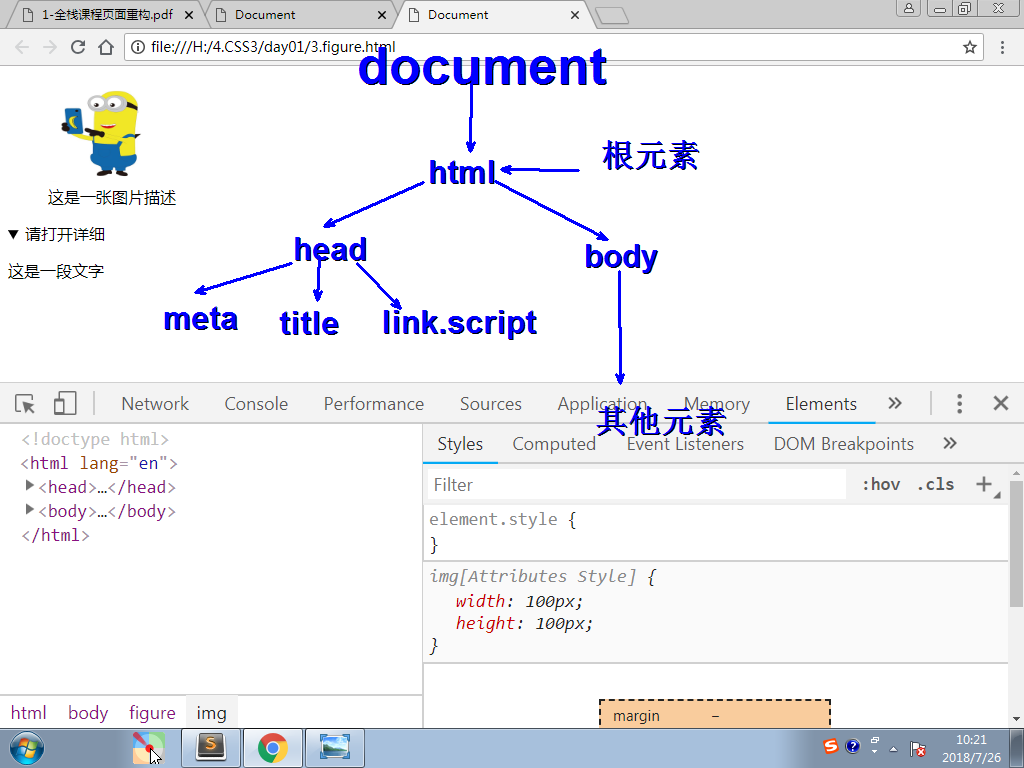 1-全栈课程页面重构.pdf
Document
Document
file:///H:/4.CSS3/day01/3.figure.html
document
html
根元素
head
body
meta
title
link.script
其他元素
这是一张图片描述
▼ 请打开详细
这是一段文字
Network Console Performance Sources Application Memory Elements »
<!doctype html>
<html lang="en">
<head>…</head>
<body>…</body>
</html>
Styles Computed Event Listeners DOM Breakpoints »
Filter :hov .cls +
element.style {
}
img[Attributes Style] {
width: 100px;
height: 100px;
}
margin –
html body figure img
10:21
2018/7/26